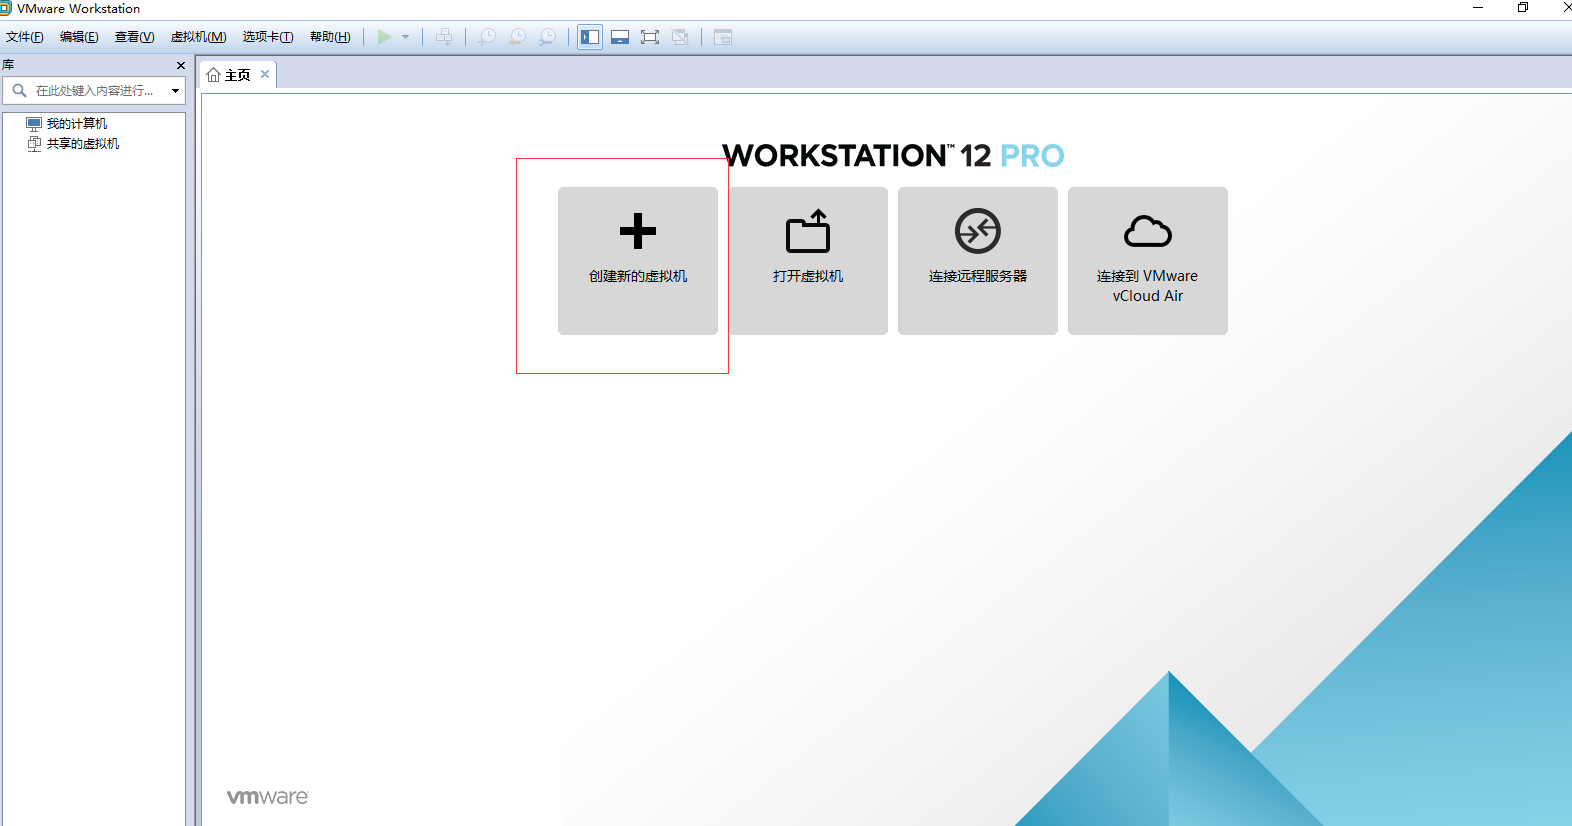 VMware Workstation
文件(F) 编辑(E) 查看(V) 虚拟机(M) 选项卡(T) 帮助(H)
库
在此处键入内容进行...
我的计算机
共享的虚拟机
主页
WORKSTATION™ 12 PRO
创建新的虚拟机
打开虚拟机
连接远程服务器
连接到 VMware
vCloud Air
vmware